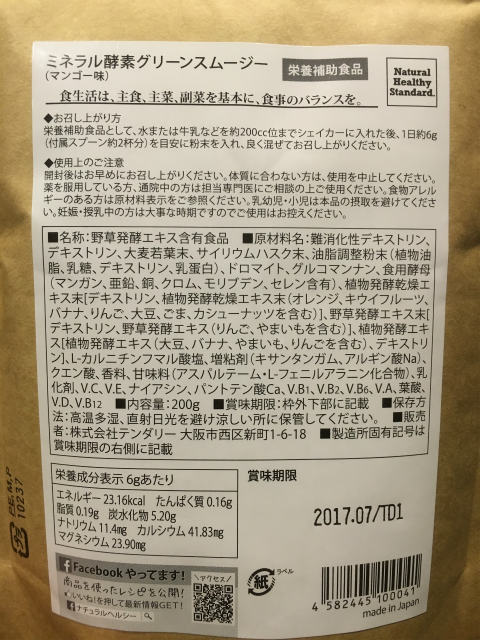 ミネラル酵素グリーンスムージー
(マンゴー味)
栄養補助食品
Natural
Healthy
Standard.
食生活は、主食、主菜、副菜を基本に、食事のバランスを。
◆お召し上がり方
栄養補助食品として、水または牛乳などを約200cc位までシェイカーに入れた後、1日約6g
(付属スプーン約2杯分)を目安に粉末を入れ、良く混ぜてお召し上がりください。
◆使用上のご注意
開封後はお早めにお召し上がりください。体質に合わない方は、使用を中止してください。
薬を服用している方、通院中の方は担当専門医にご相談の上ご使用ください。食物アレル
ギーのある方は原材料表示をご参照ください。乳幼児・小児は本品の摂取を避けてくださ
い。妊娠・授乳中の方は大事な時期ですのでご使用はお控えください。
■名称:野草発酵エキス含有食品 ■原材料名:難消化性デキストリン、
デキストリン、大麦若葉末、サイリウムハスク末、油脂調整粉末(植物油
脂、乳糖、デキストリン、乳蛋白)、ドロマイト、グルコマンナン、食用酵母
(マンガン、亜鉛、銅、クロム、モリブデン、セレン含有)、植物発酵乾燥エ
キス末[デキストリン、植物発酵乾燥エキス末(オレンジ、キウイフルーツ、
バナナ、りんご、大豆、ごま、カシューナッツを含む)]、野草発酵エキス末
[デキストリン、野草発酵エキス(りんご、やまいもを含む)]、植物発酵エキ
ス[植物発酵エキス(大豆、バナナ、やまいも、りんごを含む)、デキストリ
ン]、L-カルニチンフマル酸塩、増粘剤(キサンタンガム、アルギン酸Na)、
クエン酸、香料、甘味料(アスパルテーム・L-フェニルアラニン化合物)、乳
化剤、V.C、V.E、ナイアシン、パントテン酸Ca、V.B1、V.B2、V.B6、V.A、葉酸、
V.D、V.B12 ■内容量:200g ■賞味期限:枠外下部に記載 ■保存方
法:高温多湿、直射日光を避け涼しい所に保管してください。 ■販売
者:株式会社テンダリー 大阪市西区新町1-6-18 ■製造所固有記号は
賞味期限の右側に記載
栄養成分表示 6gあたり
エネルギー 23.16kcal たんぱく質 0.16g
脂質 0.19g 炭水化物 5.20g
ナトリウム 11.4mg カルシウム 41.83mg
マグネシウム 23.90mg
賞味期限
2017.07/TD1
Facebookやってます!
商品を使ったレシピを公開!
いいね!を押して最新情報GET!
ナチュラルヘルシー
アクセス
紙
ラベル
4 582445 100041
made in Japan
PE,M,P
10237